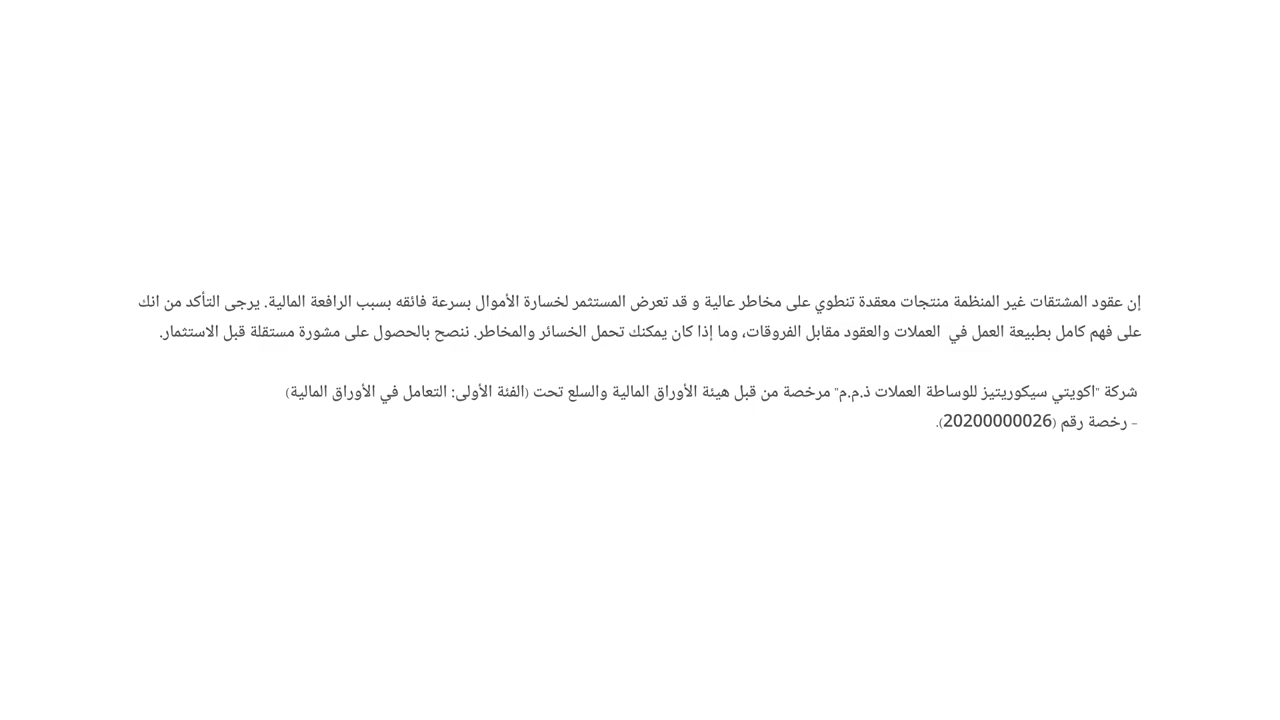 إن عقود المشتقات غير المنظمة منتجات معقدة تنطوي على مخاطر عالية و قد تعرض المستثمر لخسارة الأموال بسرعة فائقه بسبب الرافعة المالية. يرجى التأكد من انك
على فهم كامل بطبيعة العمل في العملات والعقود مقابل الفروقات، وما إذا كان يمكنك تحمل الخسائر والمخاطر. ننصح بالحصول على مشورة مستقلة قبل الاستثمار.
شركة "اكويتي سيكوريتيز للوساطة العملات ذ.م.م" مرخصة من قبل هيئة الأوراق المالية والسلع تحت (الفئة الأولى: التعامل في الأوراق المالية)
– رخصة رقم (20200000026).